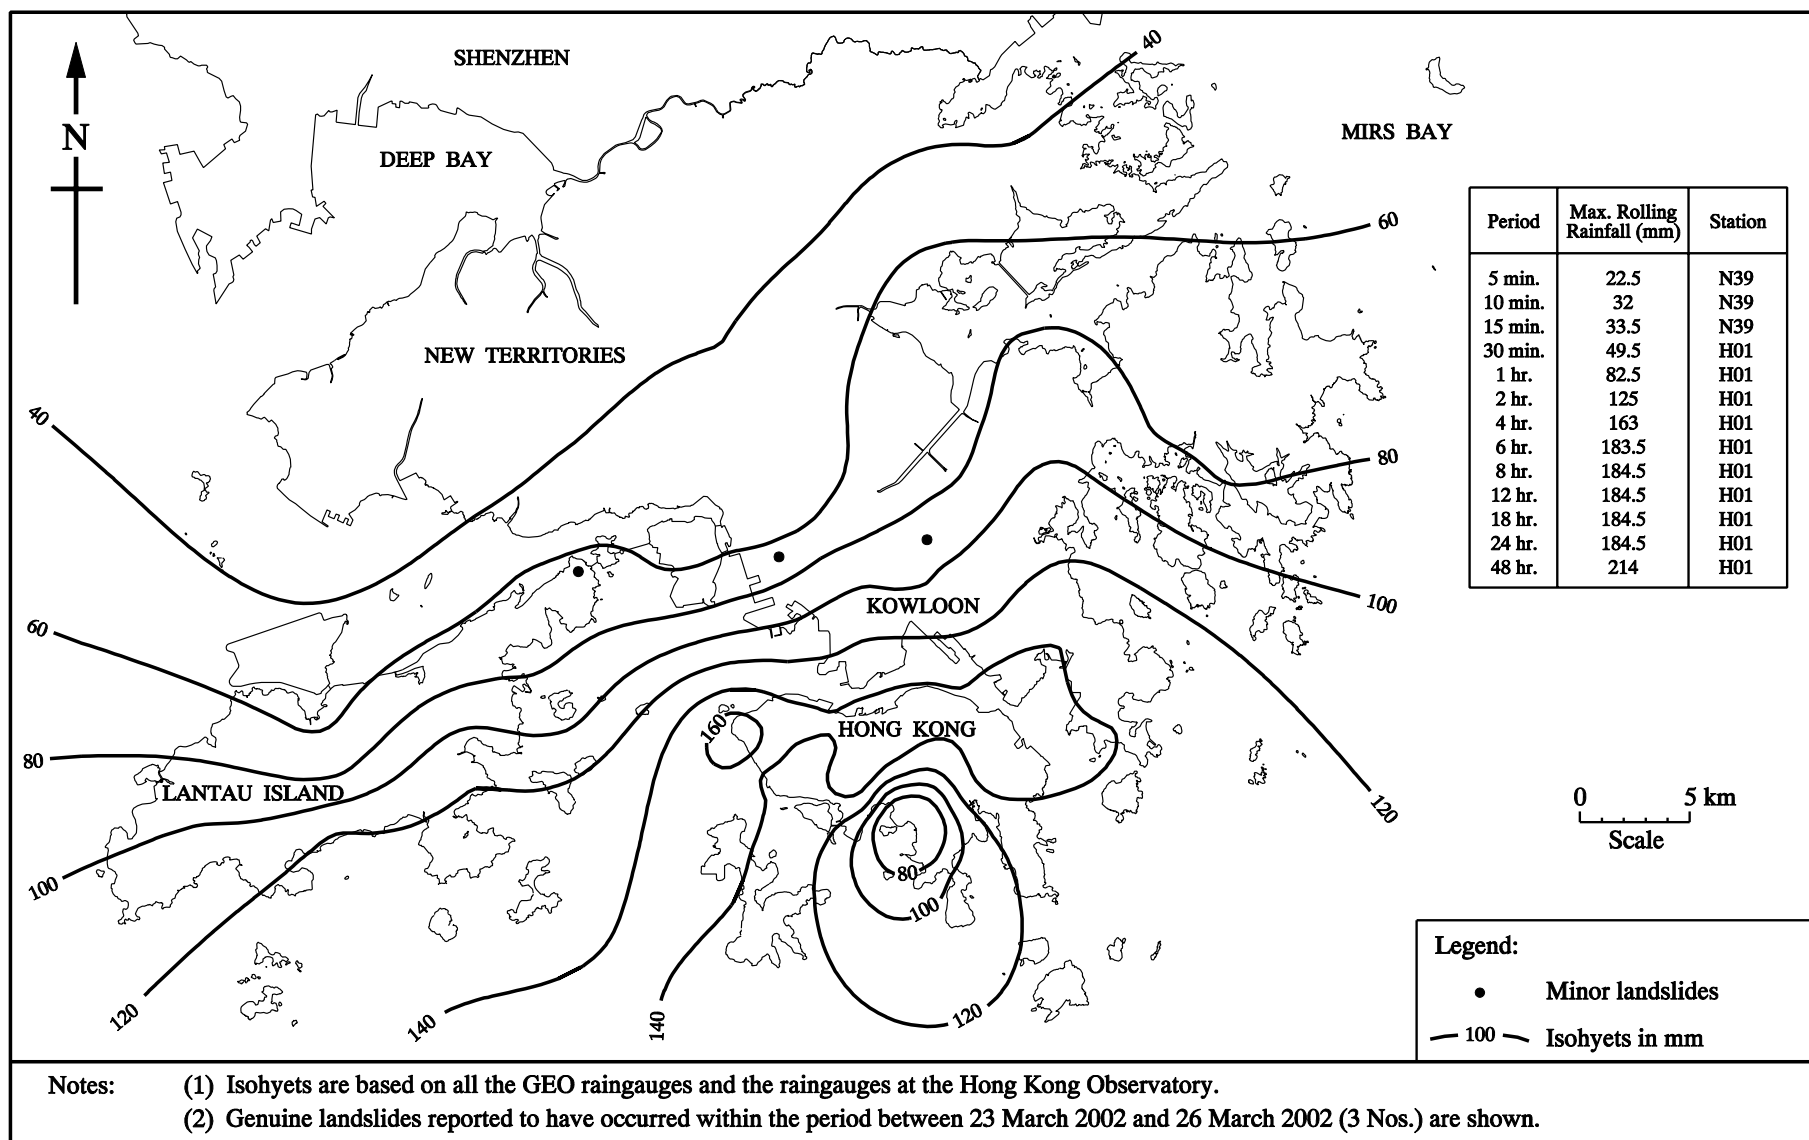 SHENZHEN
40
N
MIRS BAY
DEEP BAY
60
Period Max. Rolling Rainfall (mm) Station
5 min. 22.5 N39
10 min. 32 N39
15 min. 33.5 N39
30 min. 49.5 H01
1 hr. 82.5 H01
2 hr. 125 H01
4 hr. 163 H01
6 hr. 183.5 H01
8 hr. 184.5 H01
12 hr. 184.5 H01
18 hr. 184.5 H01
24 hr. 184.5 H01
48 hr. 214 H01
NEW TERRITORIES
40
80
100
KOWLOON
60
160
HONG KONG
80
LANTAU ISLAND
120
0 5 km
Scale
80
100
100
120
140
140
120
Legend:
Minor landslides
100 Isohyets in mm
Notes: (1) Isohyets are based on all the GEO raingauges and the raingauges at the Hong Kong Observatory.
(2) Genuine landslides reported to have occurred within the period between 23 March 2002 and 26 March 2002 (3 Nos.) are shown.